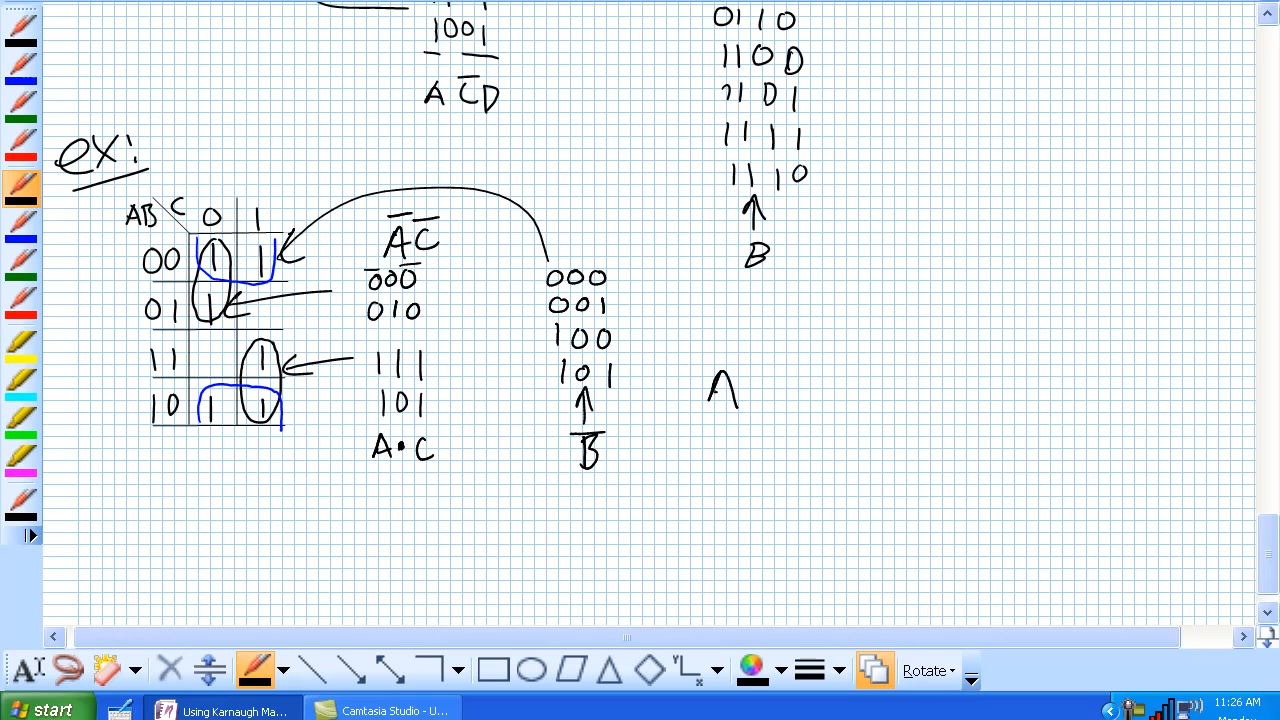 1001
A C̅D
0110
1100
1101
1111
1110
B
ex:
AB C 0 1
00 1 1
01 1
11 1
10 1 1
A̅C̅
000
010
111
101
A•C
000
001
100
101
B̅
A
Rotate
start
Using Karnaugh Ma...
Camtasia Studio - U...
11:26 AM